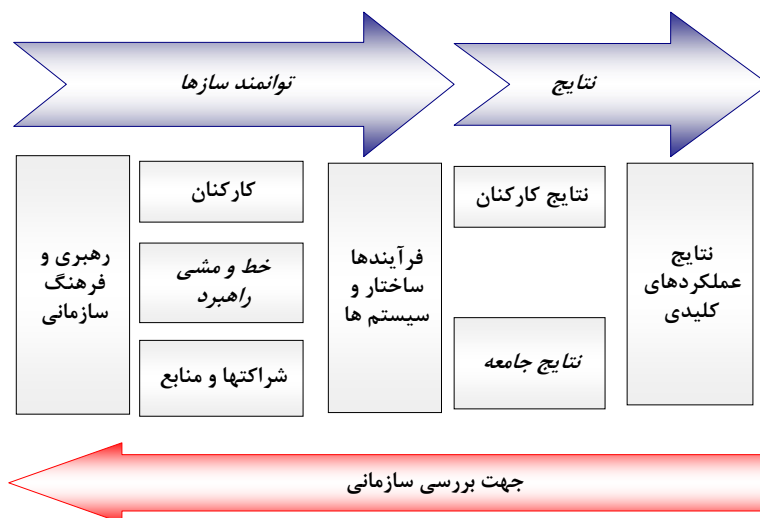 توانمند سازها
نتایج
رهبری و
فرهنگ
سازمانی
کارکنان
خط و مشی
راهبرد
شراکتها و منابع
فرآیندها
ساختار و
سیستم ها
نتایج کارکنان
نتایج جامعه
نتایج
عملکردهای
کلیدی
جهت بررسی سازمانی